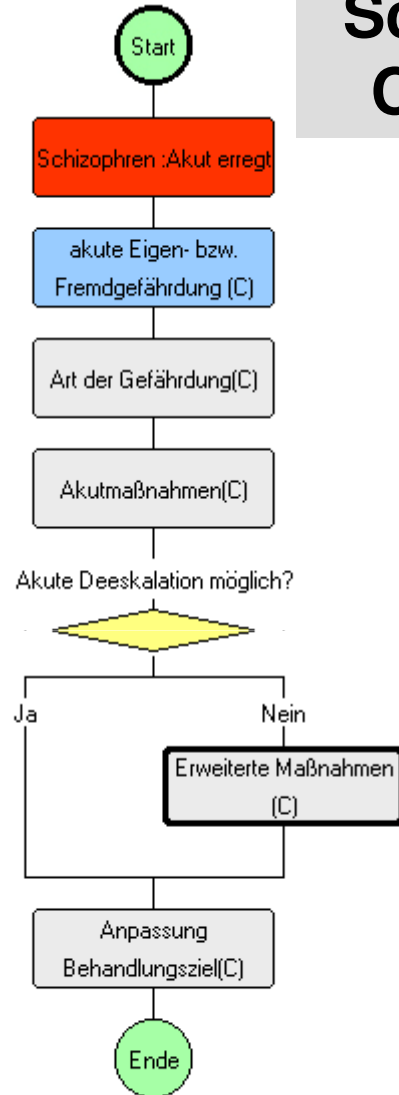 Start
Schizophren :Akut erregt
akute Eigen- bzw.
Fremdgefährdung (C)
Art der Gefährdung(C)
Akutmaßnahmen(C)
Akute Deeskalation möglich?
Ja
Nein
Erweiterte Maßnahmen
(C)
Anpassung
Behandlungsziel(C)
Ende